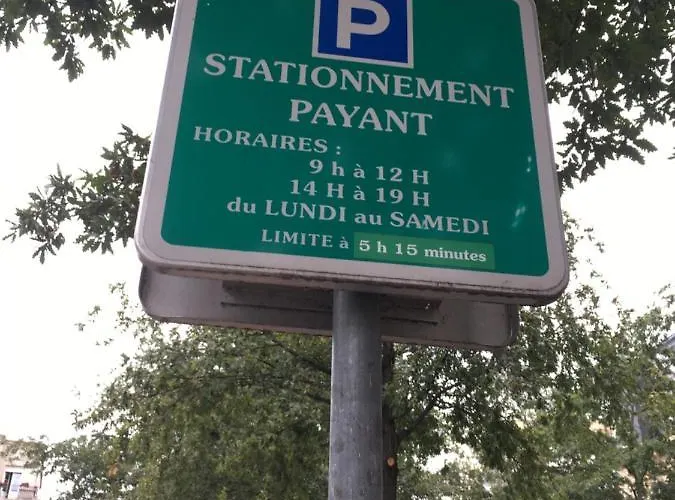 P
STATIONNEMENT
PAYANT
HORAIRES :
9 h à 12 H
14 H à 19 H
du LUNDI au SAMEDI
LIMITE à 5 h 15 minutes